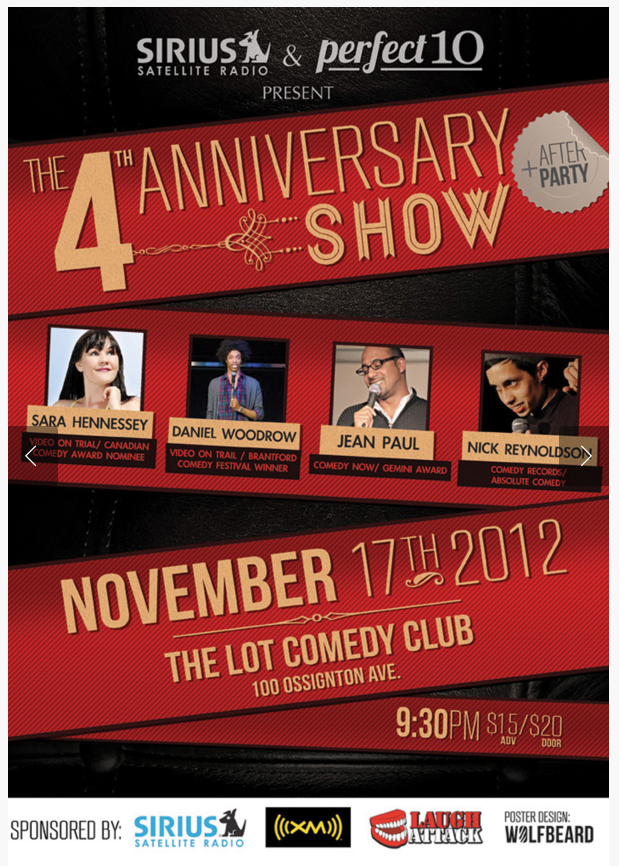 SIRIUS & perfect10
SATELLITE RADIO
PRESENT
THE 4TH ANNIVERSARY
SHOW
+AFTER
PARTY
SARA HENNESSEY
VIDEO ON TRIAL/ CANADIAN
COMEDY AWARD NOMINEE
DANIEL WOODROW
VIDEO ON TRAIL / BRANTFORD
COMEDY FESTIVAL WINNER
JEAN PAUL
COMEDY NOW/ GEMINI AWARD
NICK REYNOLDSON
COMEDY RECORDS/
ABSOLUTE COMEDY
NOVEMBER 17TH 2012
THE LOT COMEDY CLUB
100 OSSIGNTON AVE.
9:30PM $15/$20
ADV DOOR
SPONSORED BY:
SIRIUS
SATELLITE RADIO
((XM))
LAUGH
ATTACK
POSTER DESIGN:
WOLFBEARD